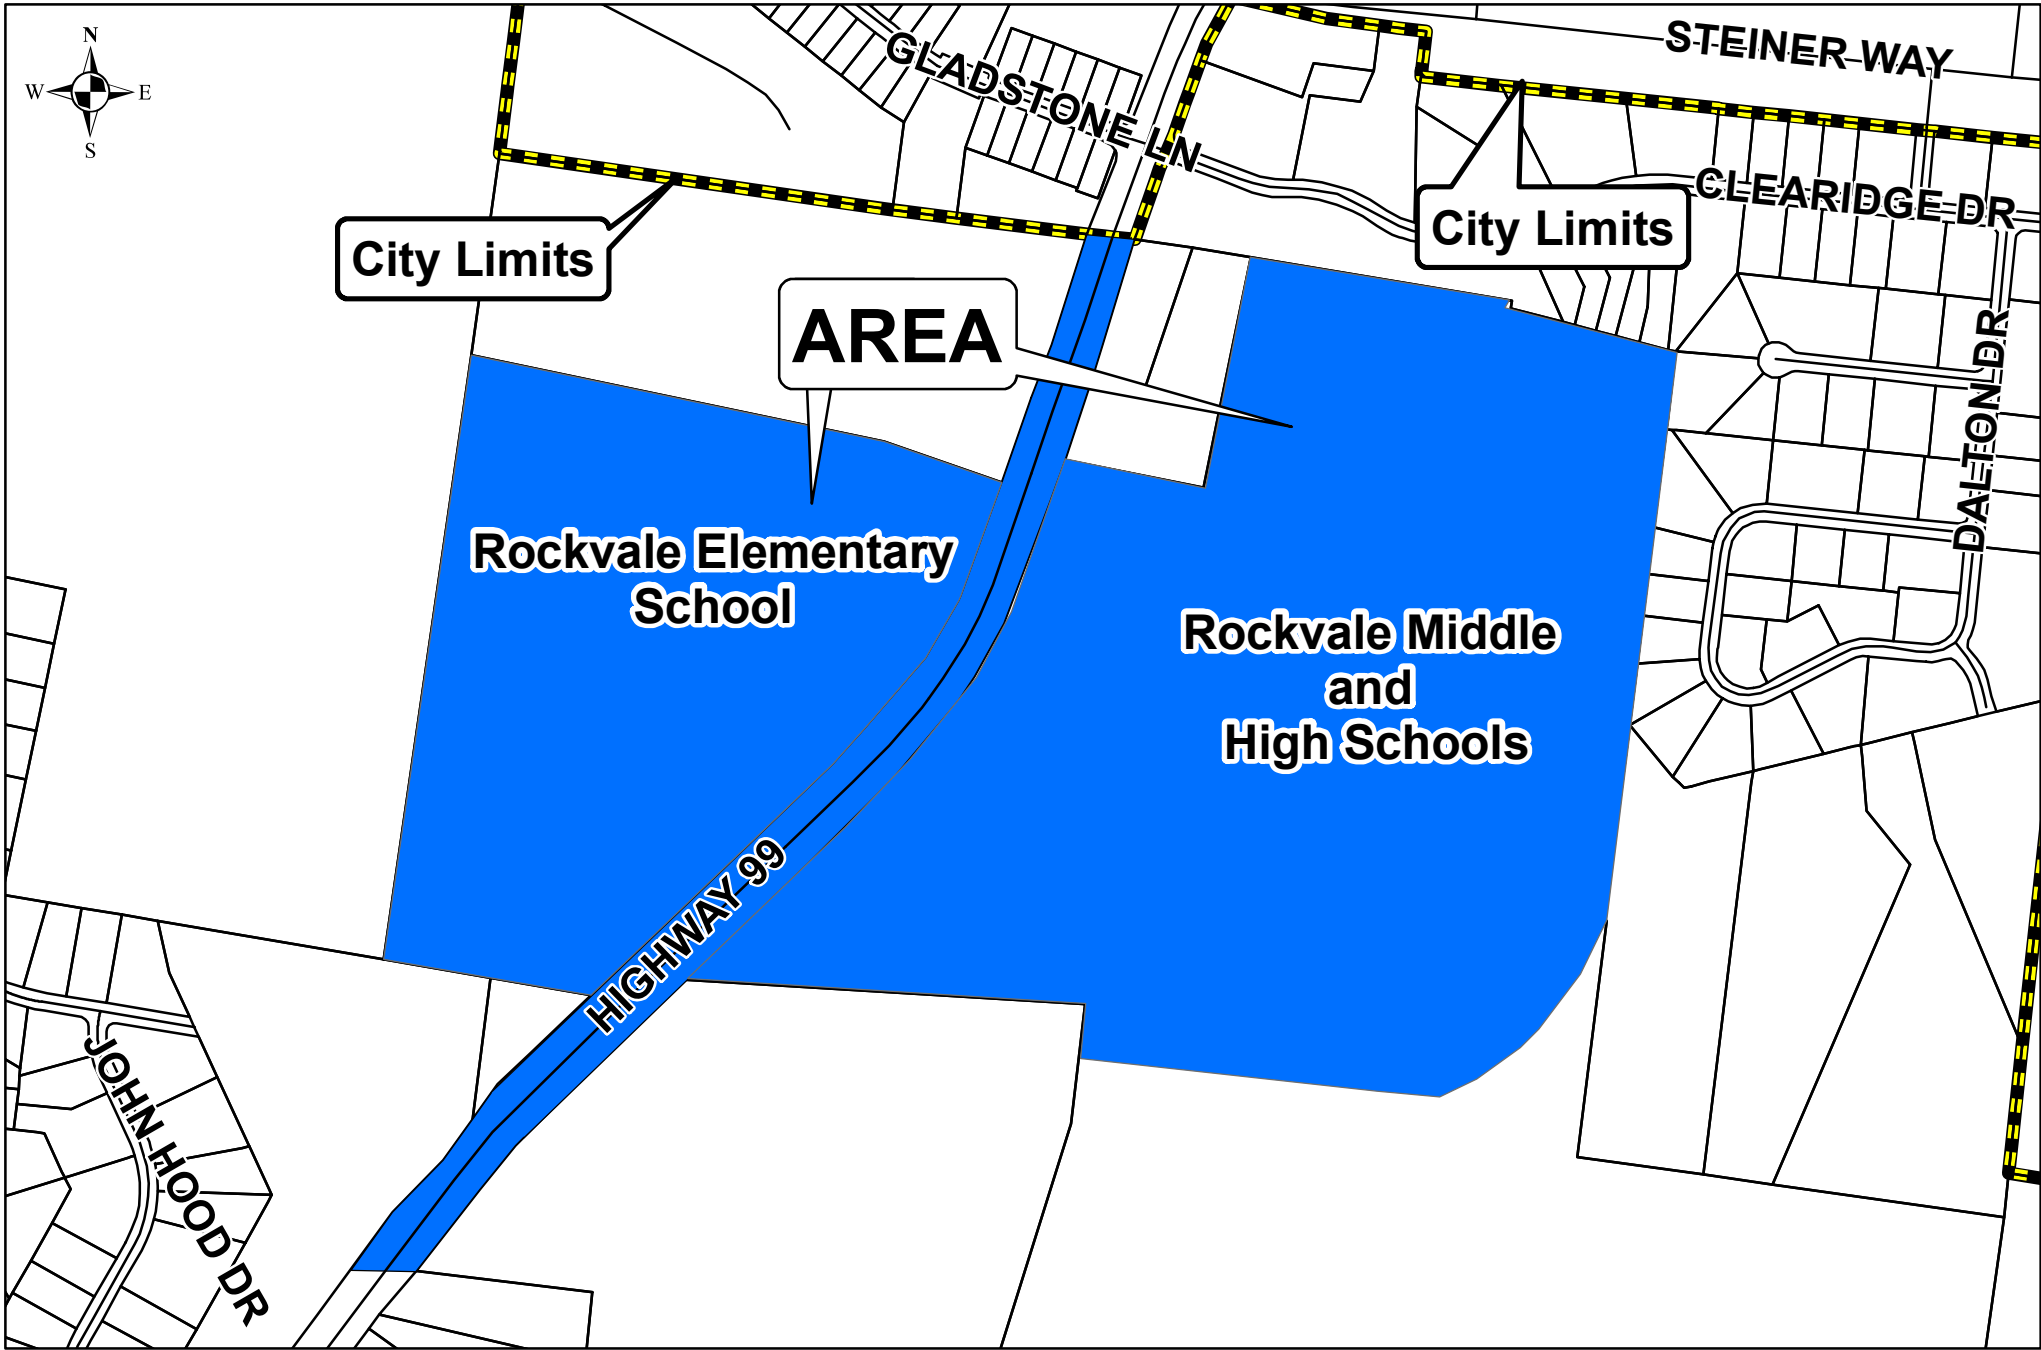 N
W E
S
STEINER WAY
GLADSTONE LN
CLEARIDGE DR
City Limits
City Limits
AREA
DALTON DR
Rockvale Elementary
School
Rockvale Middle
and
High Schools
HIGHWAY 99
JOHN HOOD DR